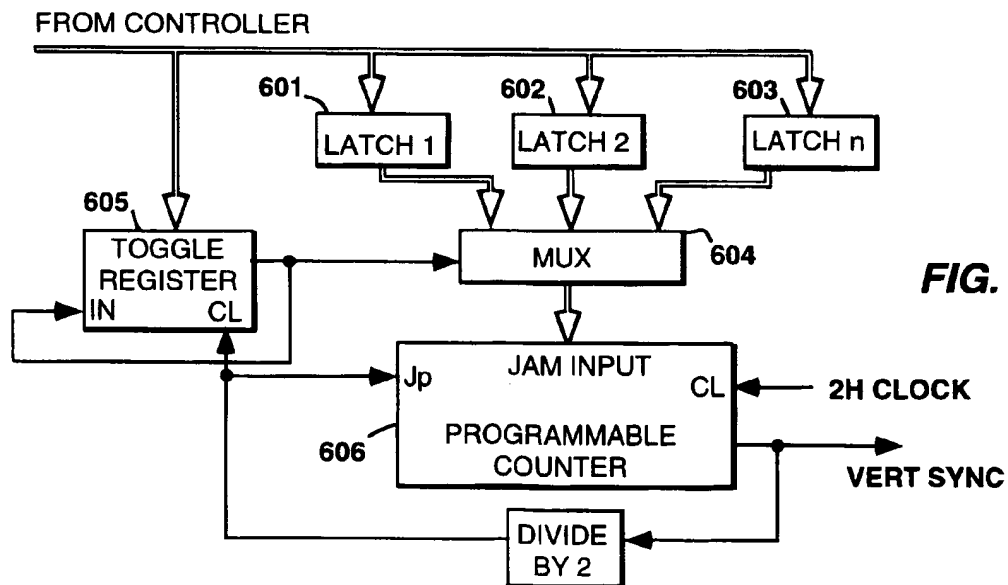 FROM CONTROLLER
601
602
603
LATCH 1
LATCH 2
LATCH n
605
TOGGLE
REGISTER
IN
CL
MUX
604
FIG.
JAM INPUT
Jp
CL
2H CLOCK
606
PROGRAMMABLE
COUNTER
VERT SYNC
DIVIDE
BY 2